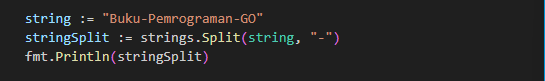 string := "Buku-Pemrograman-GO"
stringSplit := strings.Split(string, "-")
fmt.Println(stringSplit)